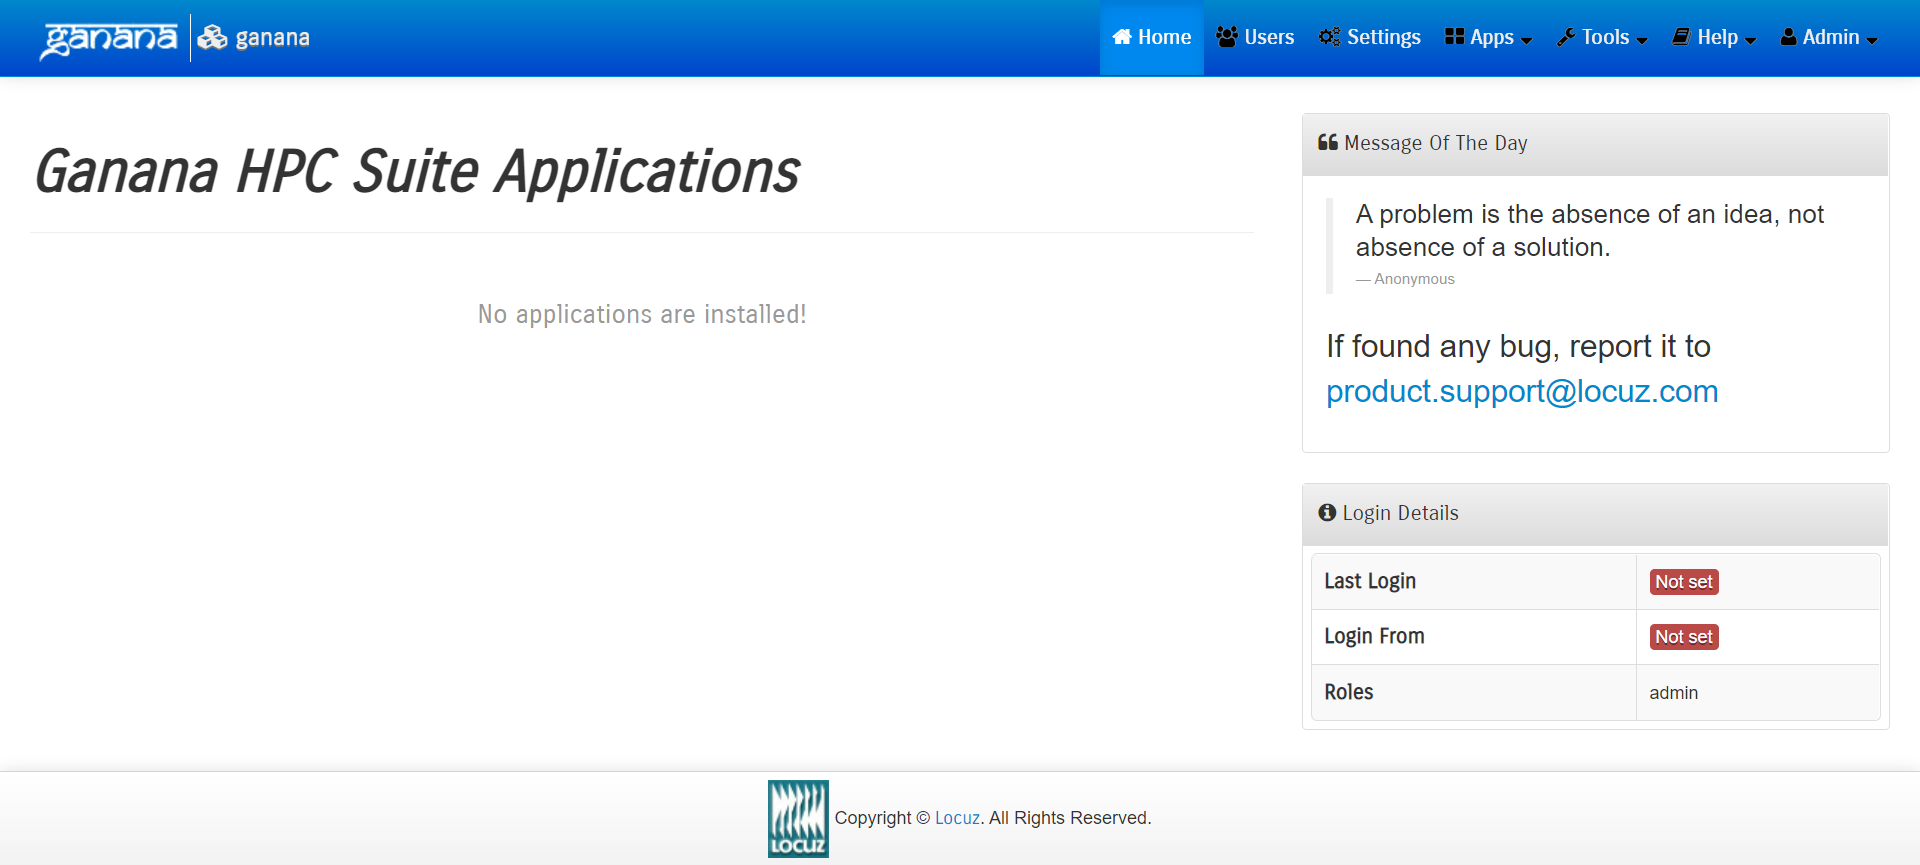 ganana ganana
Home Users Settings Apps Tools Help Admin
Ganana HPC Suite Applications
No applications are installed!
Message Of The Day
A problem is the absence of an idea, not
absence of a solution.
— Anonymous
If found any bug, report it to
product.support@locuz.com
Login Details
Last Login Not set
Login From Not set
Roles admin
LOCUZ
Copyright © Locuz. All Rights Reserved.